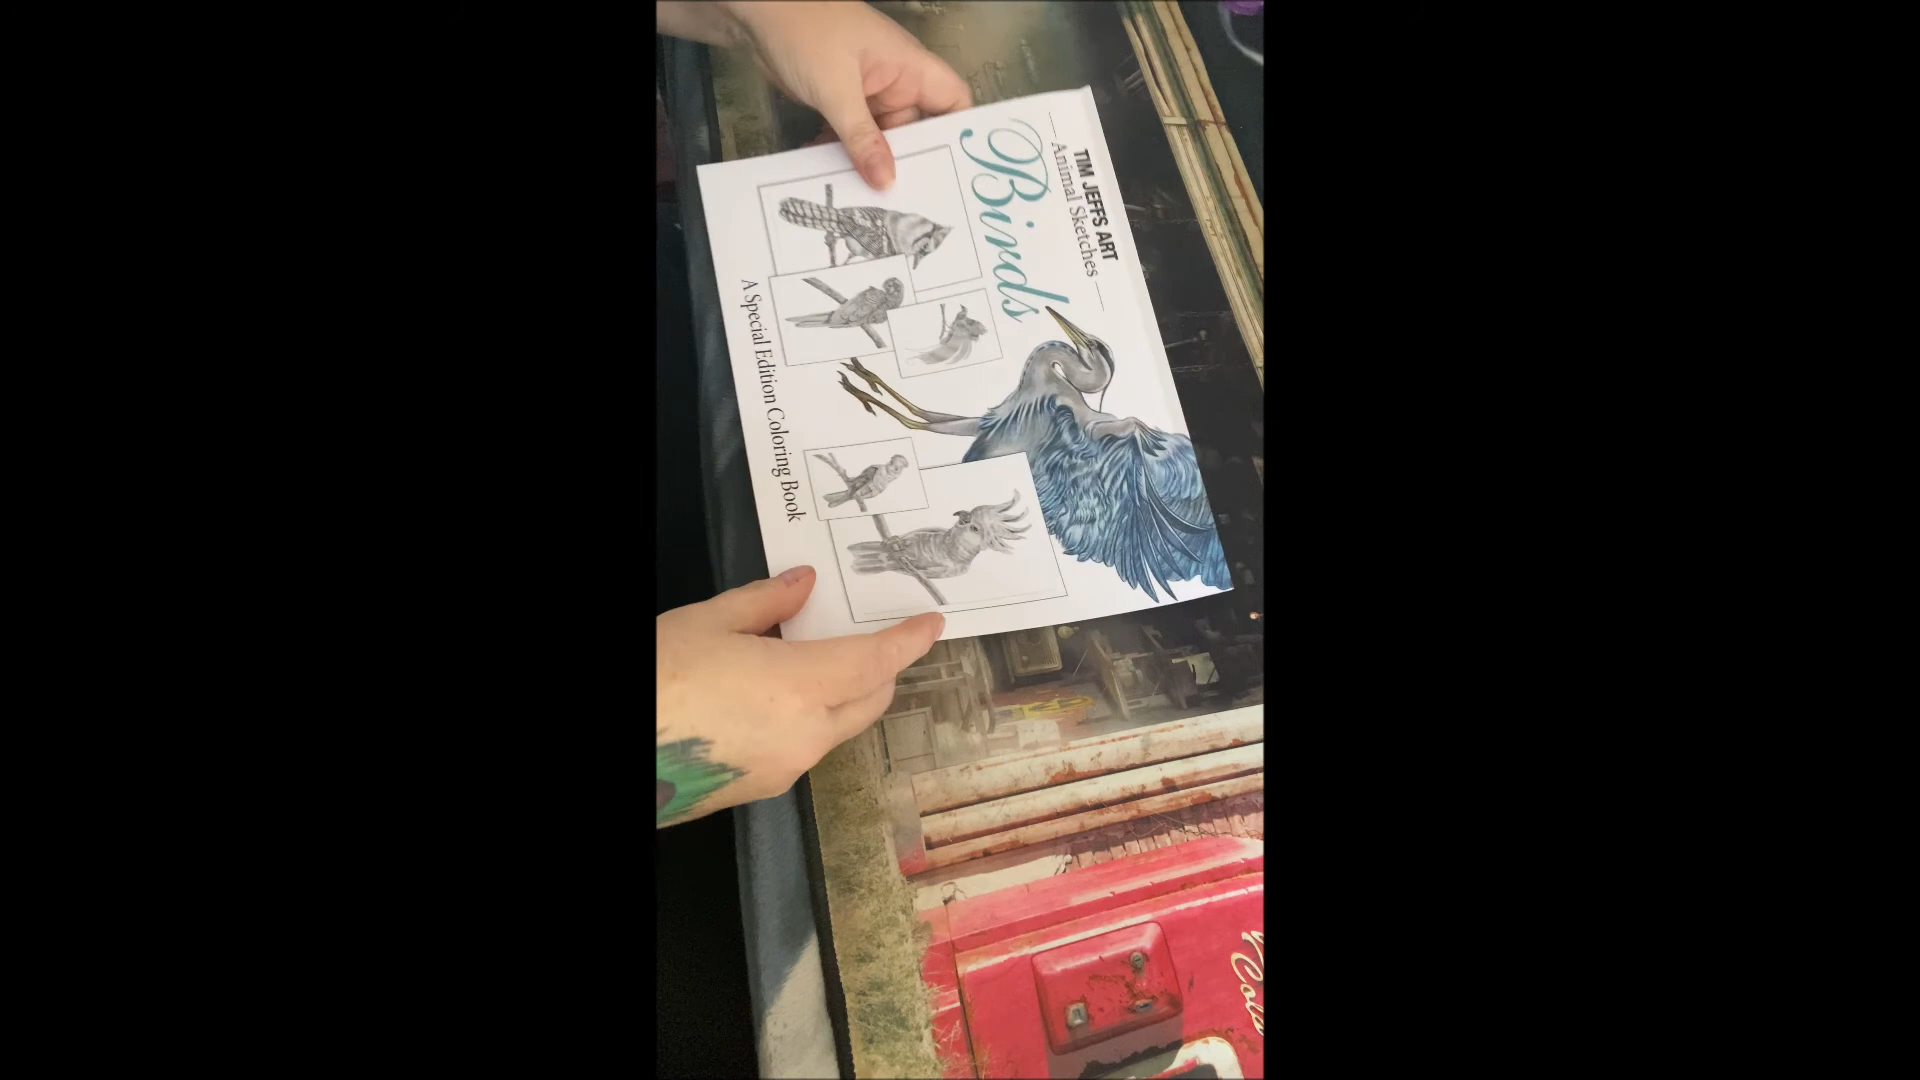 TIM JEFFS ART
Animal Sketches
Birds
A Special Edition Coloring Book